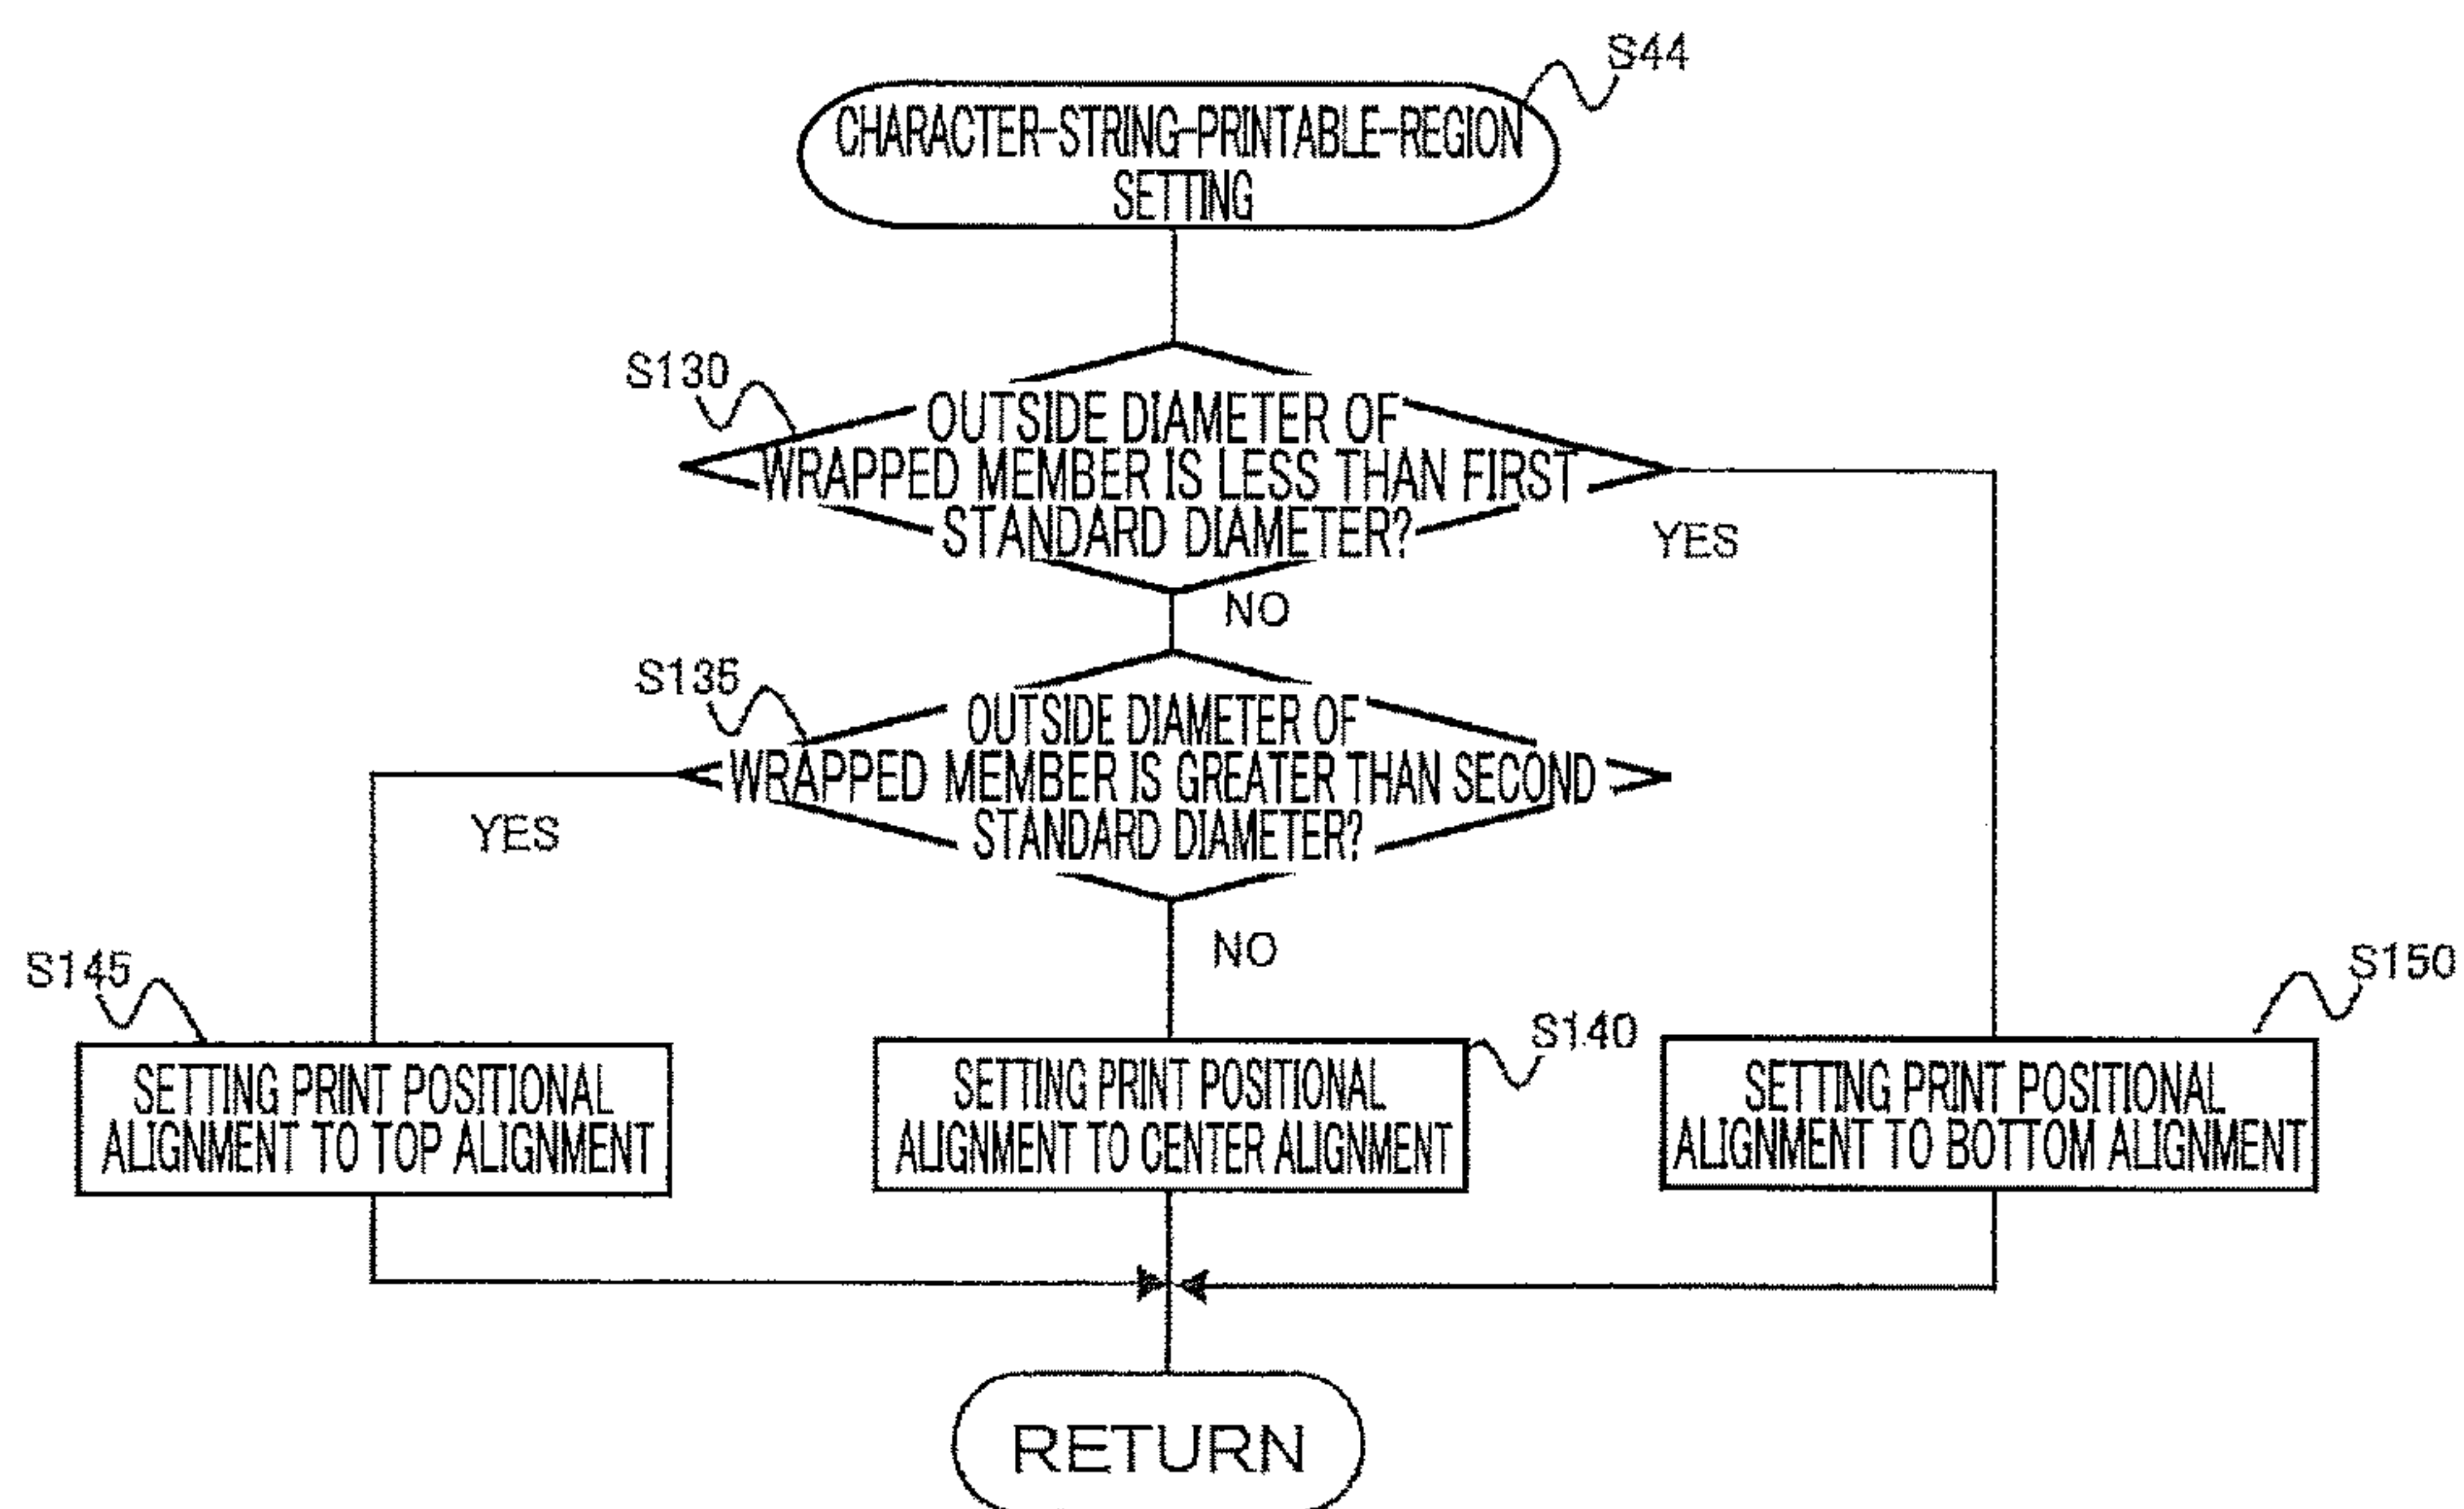 S44
CHARACTER-STRING-PRINTABLE-REGION
SETTING
S130
OUTSIDE DIAMETER OF
WRAPPED MEMBER IS LESS THAN FIRST
STANDARD DIAMETER?
YES
NO
S135
OUTSIDE DIAMETER OF
WRAPPED MEMBER IS GREATER THAN SECOND
STANDARD DIAMETER?
YES
NO
S145
SETTING PRINT POSITIONAL
ALIGNMENT TO TOP ALIGNMENT
S140
SETTING PRINT POSITIONAL
ALIGNMENT TO CENTER ALIGNMENT
S150
SETTING PRINT POSITIONAL
ALIGNMENT TO BOTTOM ALIGNMENT
RETURN